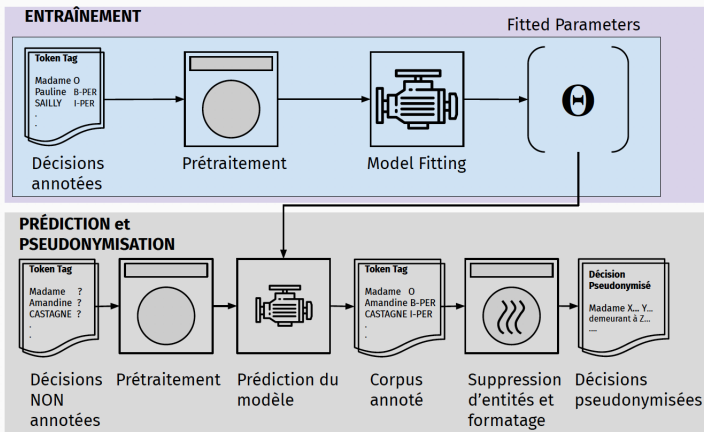 ENTRAÎNEMENT
Fitted Parameters
Token Tag
Madame O
Pauline B-PER
SAILLY I-PER
.
.
Θ
Décisions
annotées
Prétraitement
Model Fitting
PRÉDICTION et
PSEUDONYMISATION
Token Tag
Madame ?
Amandine ?
CASTAGNE ?
.
.
Token Tag
Madame O
Amandine B-PER
CASTAGNE I-PER
.
.
Décision
Pseudonymisé
Madame X... Y...
demeurant à Z...
....
Décisions
NON
annotées
Prétraitement
Prédiction du
modèle
Corpus
annoté
Suppression
d'entités et
formatage
Décisions
pseudonymisées